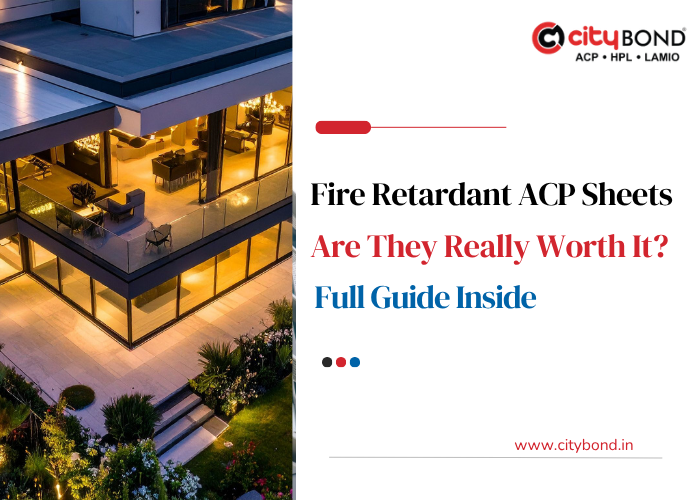 cityBOND®
ACP • HPL • LAMIO
Fire Retardant ACP Sheets
Are They Really Worth It?
Full Guide Inside
www.citybond.in